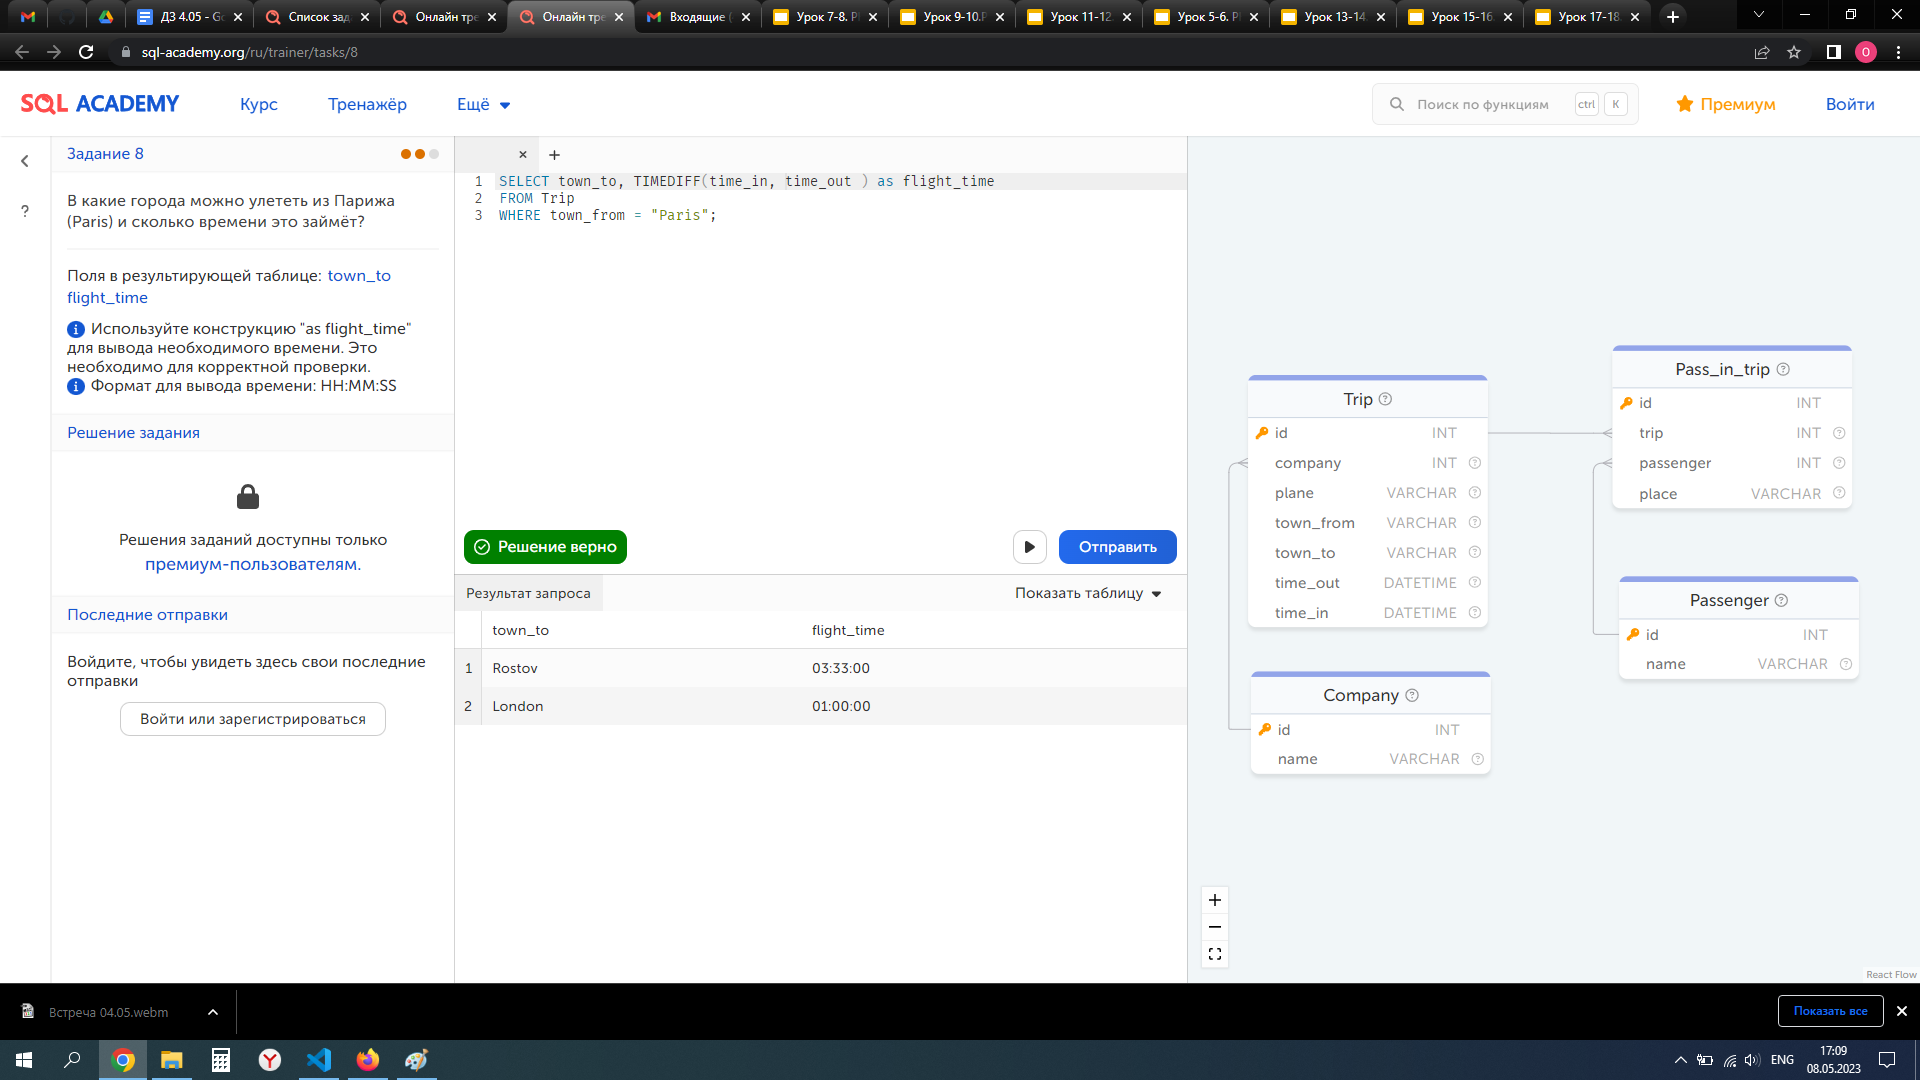 ДЗ 4.05 - Go
Список зад
Онлайн тре
Онлайн тре
Входящие (
Урок 7-8. P
Урок 9-10.P
Урок 11-12.
Урок 5-6. P
Урок 13-14.
Урок 15-16.
Урок 17-18.
sql-academy.org/ru/trainer/tasks/8
O
SQL ACADEMY
Курс
Тренажёр
Ещё
Поиск по функциям
ctrl
K
Премиум
Войти
Задание 8
В какие города можно улететь из Парижа
(Paris) и сколько времени это займёт?
Поля в результирующей таблице: town_to
flight_time
Используйте конструкцию "as flight_time"
для вывода необходимого времени. Это
необходимо для корректной проверки.
Формат для вывода времени: HH:MM:SS
Решение задания
Решения заданий доступны только
премиум-пользователям.
Последние отправки
Войдите, чтобы увидеть здесь свои последние
отправки
Войти или зарегистрироваться
1 SELECT town_to, TIMEDIFF(time_in, time_out ) as flight_time
2 FROM Trip
3 WHERE town_from = "Paris";
Решение верно
Отправить
Результат запроса
Показать таблицу
town_to flight_time
1 Rostov 03:33:00
2 London 01:00:00
Trip
id INT
company INT
plane VARCHAR
town_from VARCHAR
town_to VARCHAR
time_out DATETIME
time_in DATETIME
Company
id INT
name VARCHAR
Pass_in_trip
id INT
trip INT
passenger INT
place VARCHAR
Passenger
id INT
name VARCHAR
React Flow
Встреча 04.05.webm
Показать все
ENG
17:09
08.05.2023